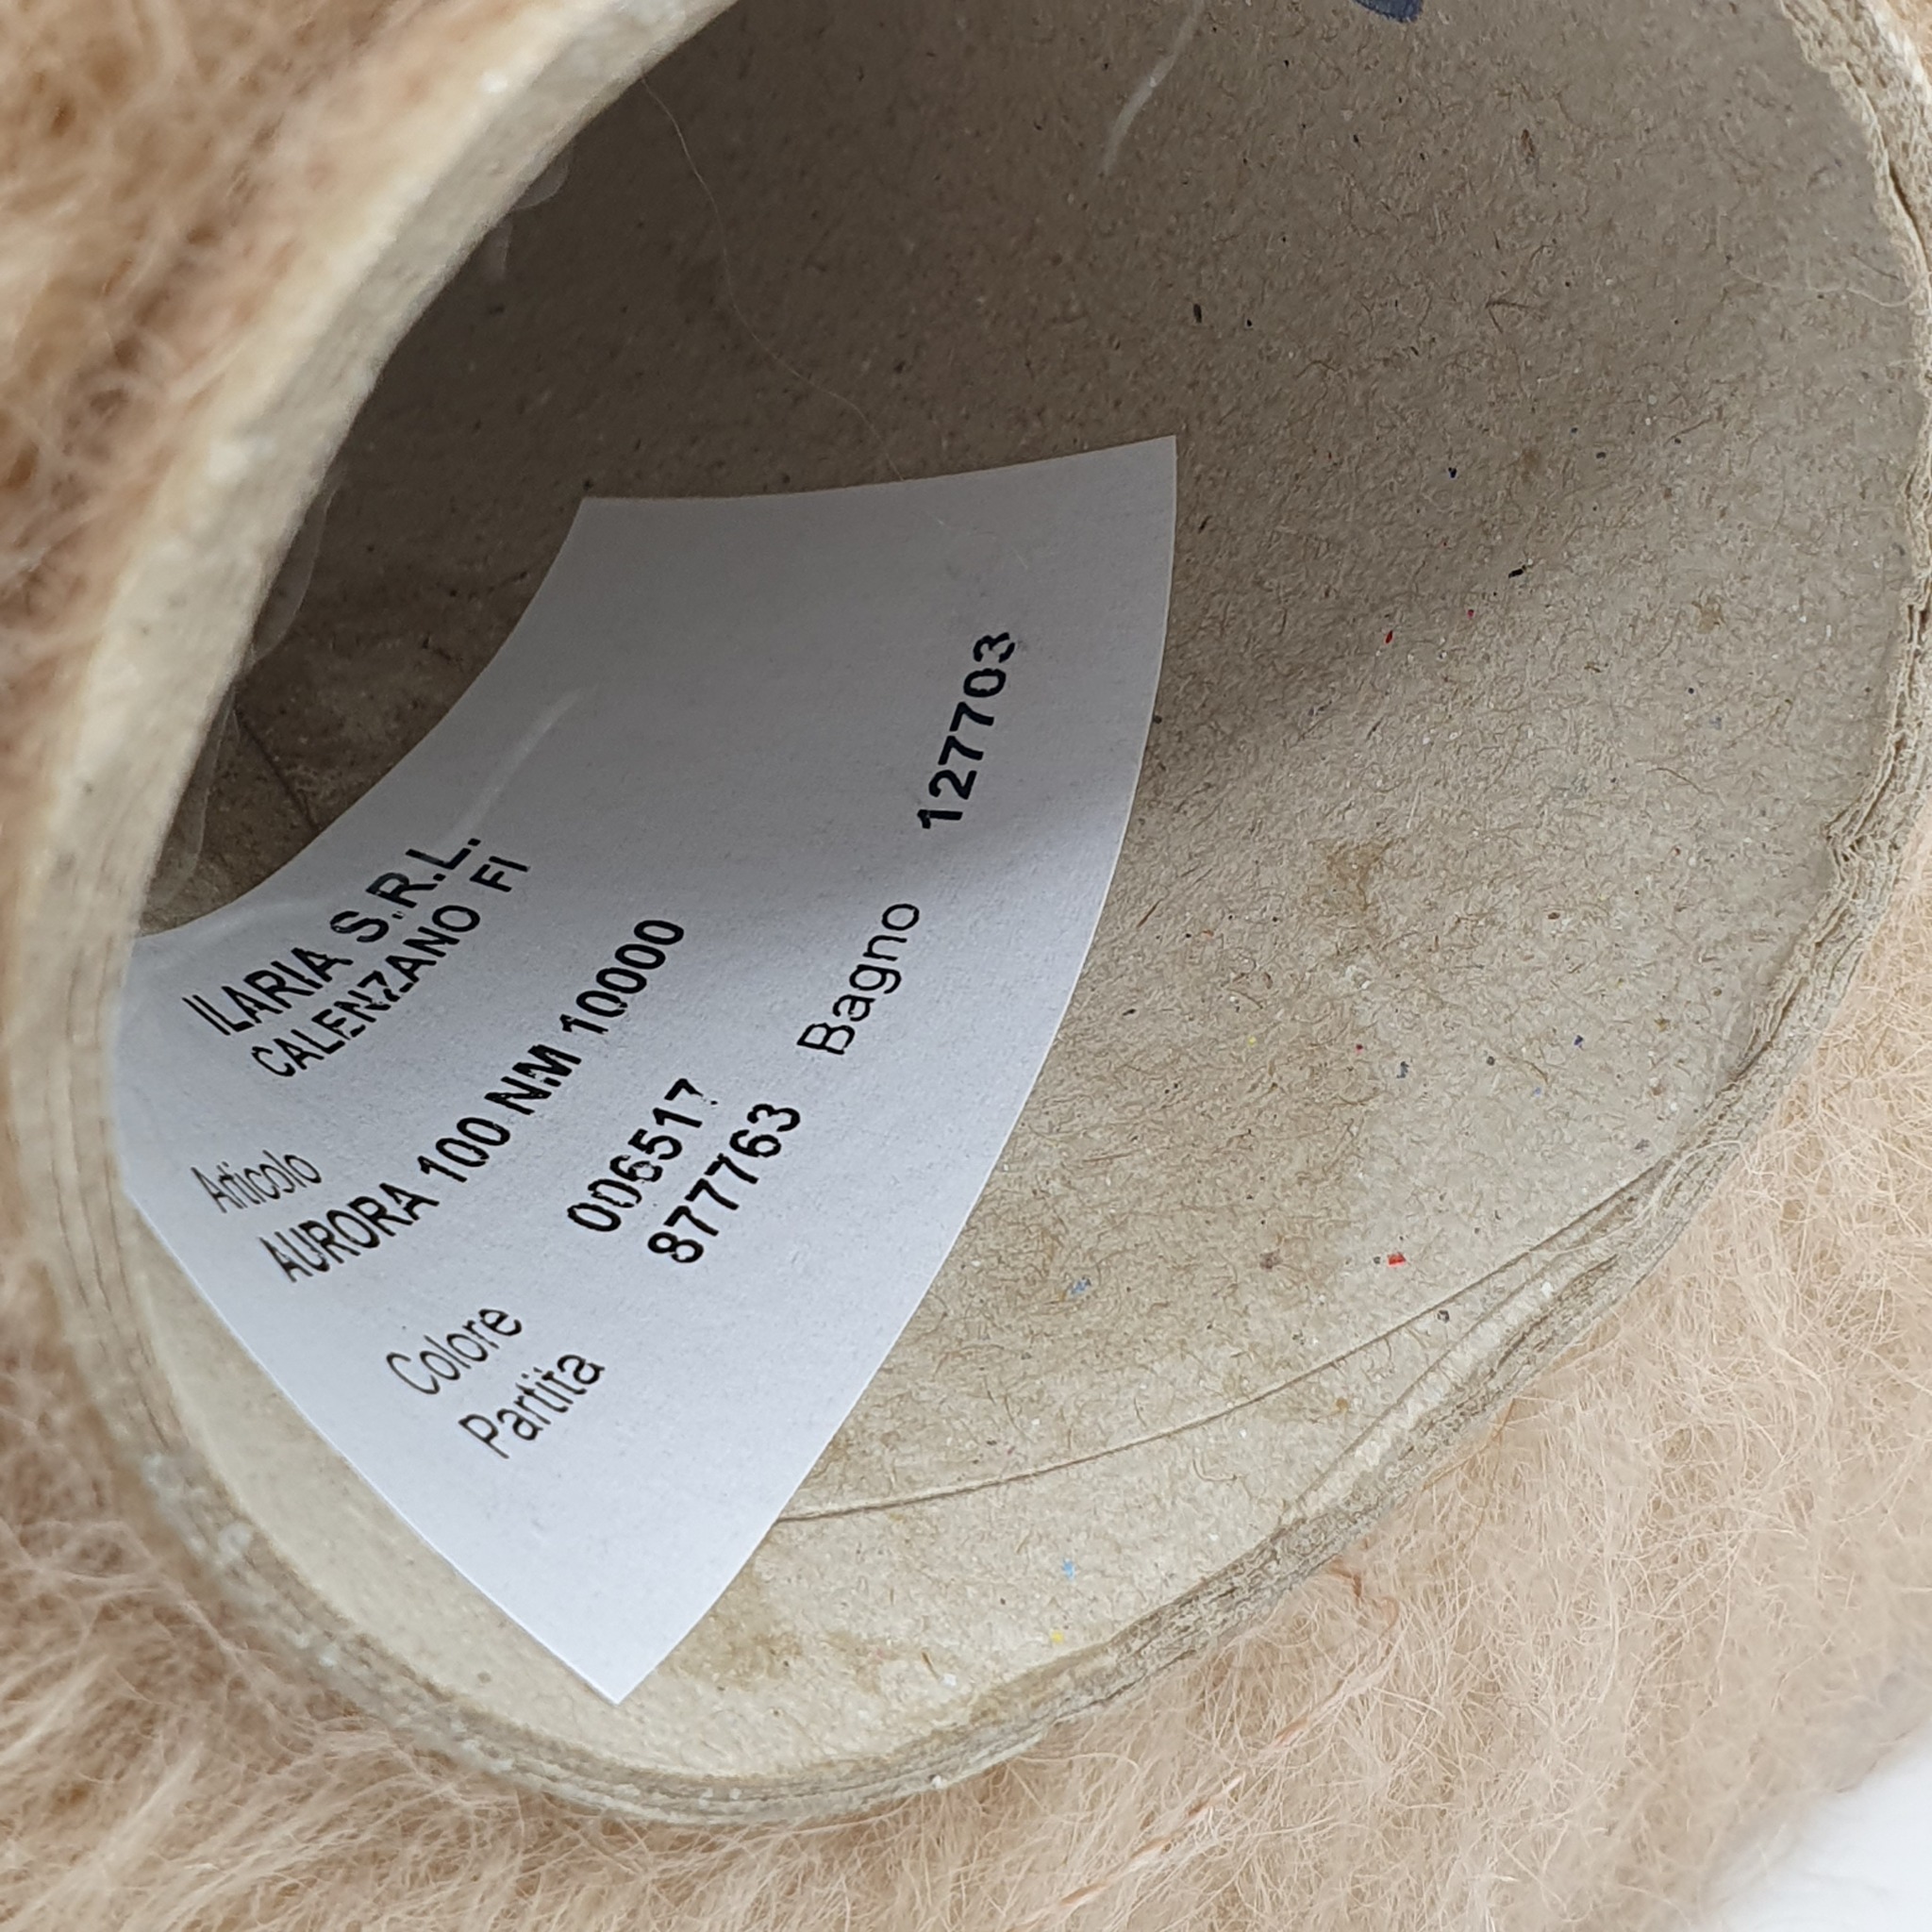 ILARIA S.R.L.
CALENZANO FI
Articolo
AURORA 100 NM 10000
Colore 006517
Partita 877763 Bagno 127703